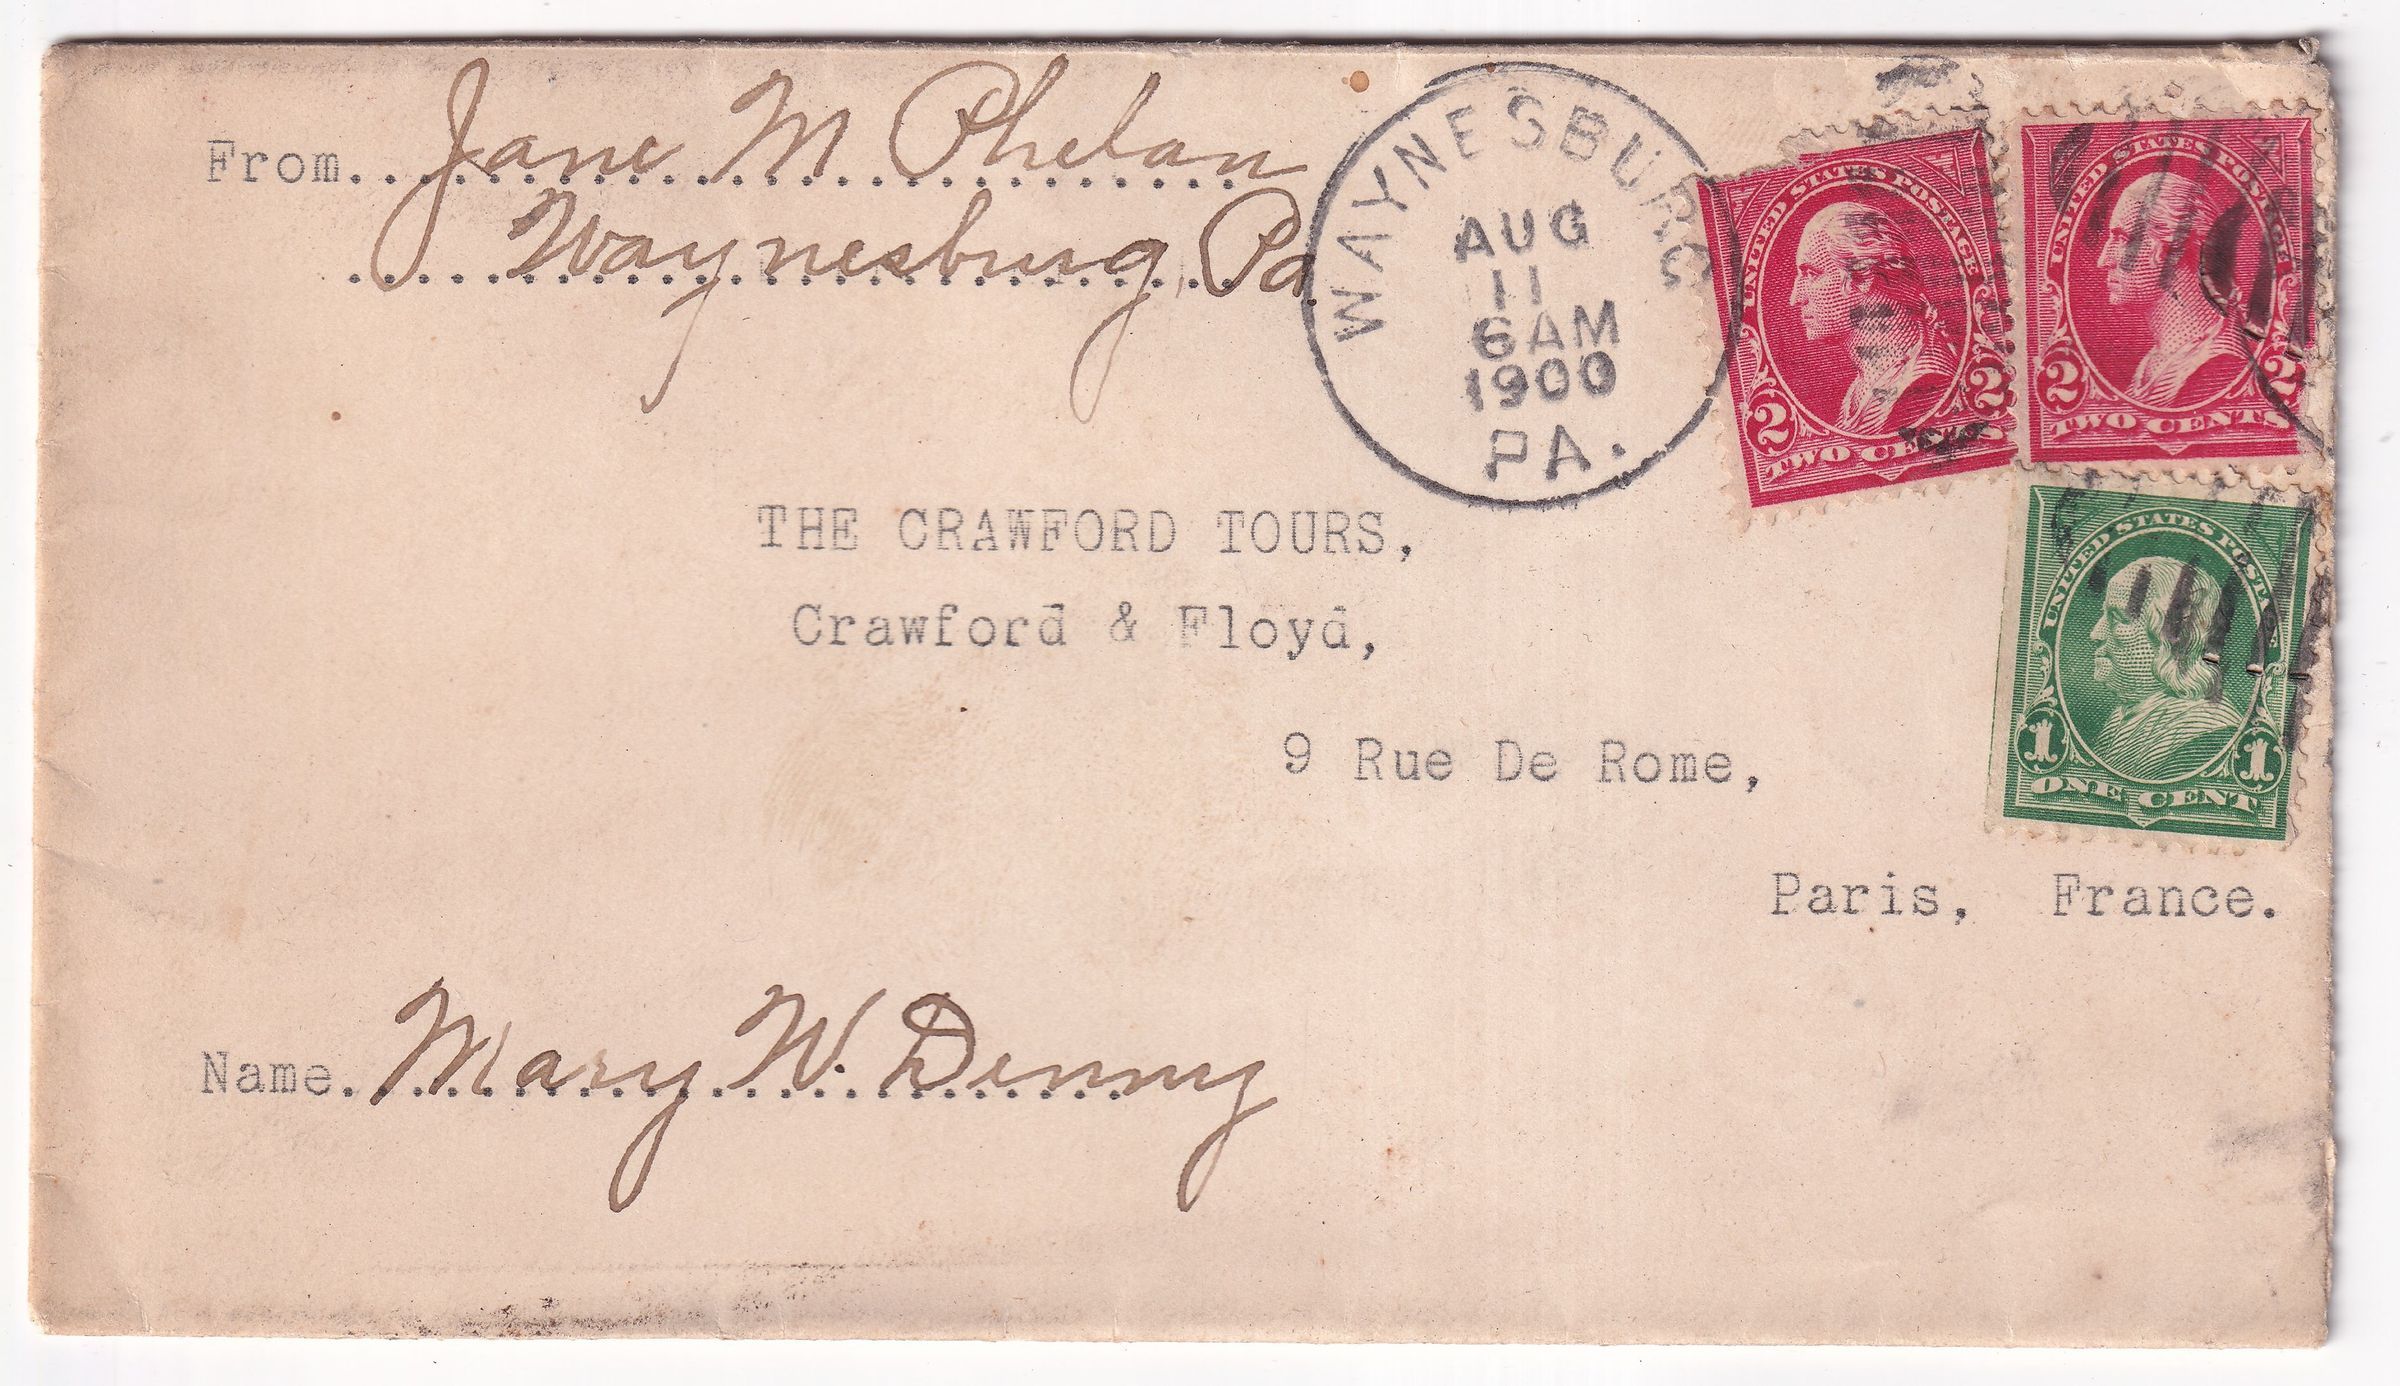 From. Jane M Phelan
Waynesburg, Pa.
WAYNESBURG
AUG
11
6AM
1900
PA.
UNITED STATES POSTAGE
2 2
TWO CENTS
UNITED STATES POSTAGE
2 2
TWO CENTS
UNITED STATES POSTAGE
1 1
ONE CENT
THE CRAWFORD TOURS,
Crawford & Floyd,
9 Rue De Rome,
Paris, France.
Name. Mary W. Denny